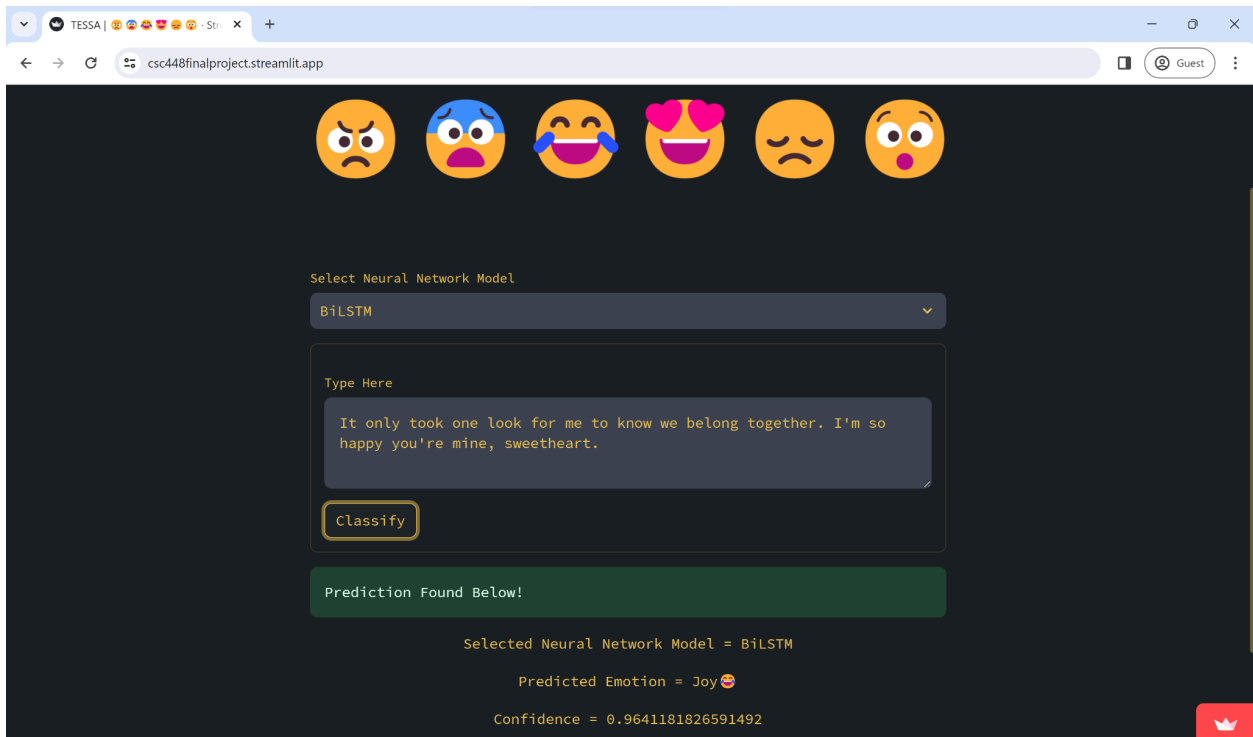 TESSA | 😡 😨 😂 😍 😞 😲 · Str
csc448finalproject.streamlit.app
Guest
Select Neural Network Model
BiLSTM
Type Here
It only took one look for me to know we belong together. I'm so
happy you're mine, sweetheart.
Classify
Prediction Found Below!
Selected Neural Network Model = BiLSTM
Predicted Emotion = Joy😂
Confidence = 0.9641181826591492